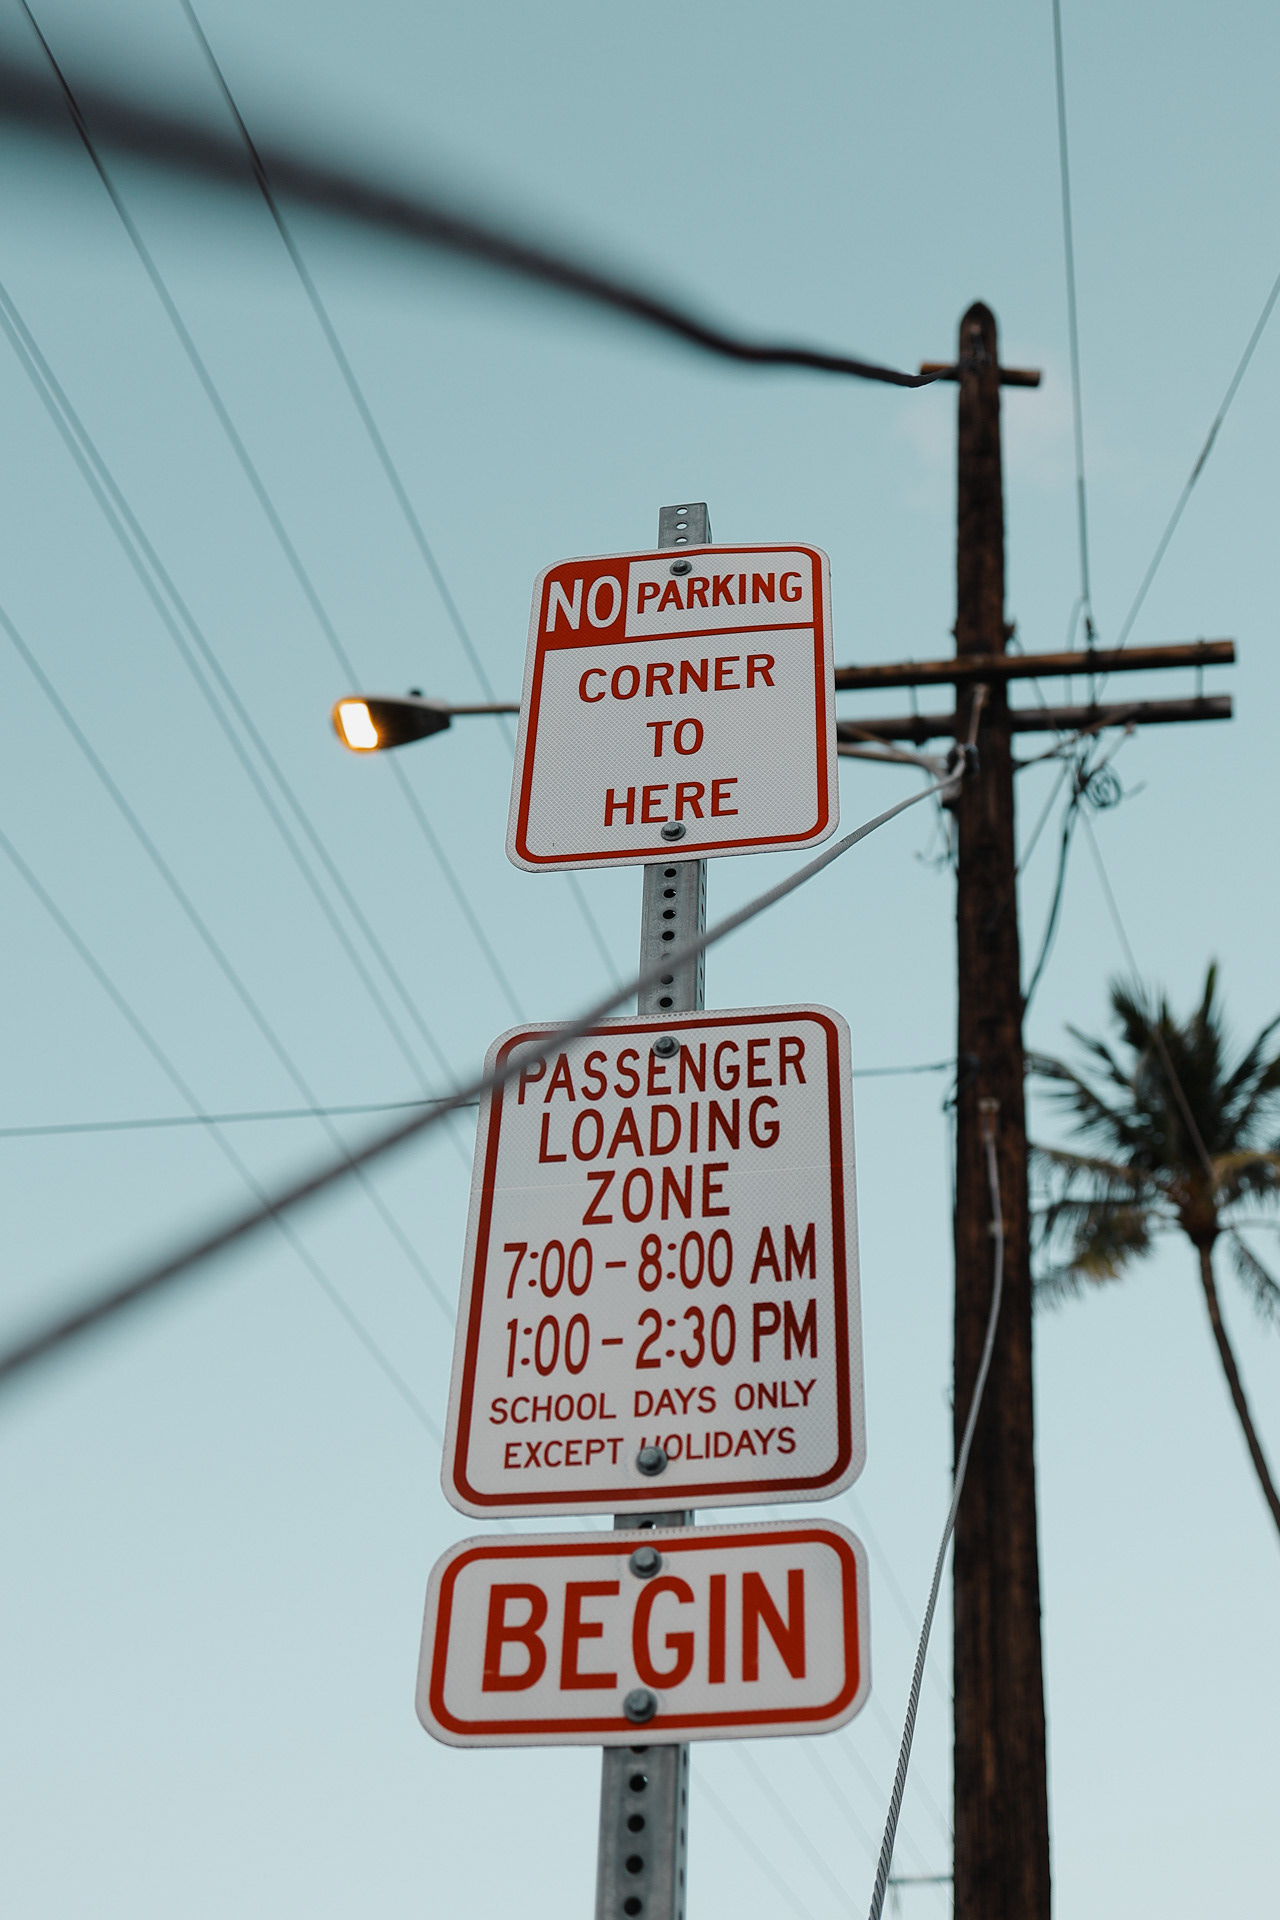 NO PARKING
CORNER
TO
HERE
PASSENGER
LOADING
ZONE
7:00 - 8:00 AM
1:00 - 2:30 PM
SCHOOL DAYS ONLY
EXCEPT HOLIDAYS
BEGIN